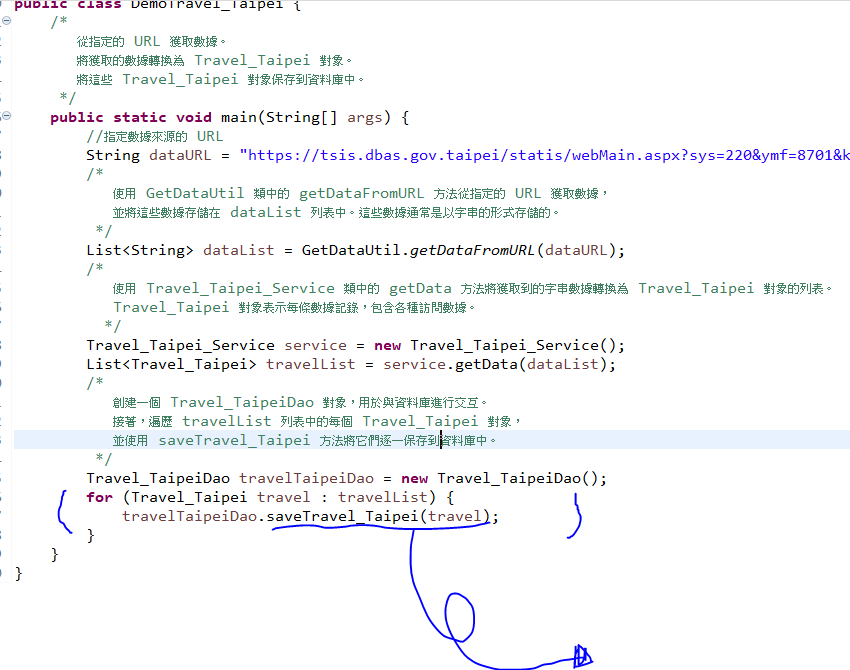 public class DemoTravel_Taipei {
/*
從指定的 URL 獲取數據。
將獲取的數據轉換為 Travel_Taipei 對象。
將這些 Travel_Taipei 對象保存到資料庫中。
*/
public static void main(String[] args) {
//指定數據來源的 URL
String dataURL = "https://tsis.dbas.gov.taipei/statis/webMain.aspx?sys=220&ymf=8701&k
/*
使用 GetDataUtil 類中的 getDataFromURL 方法從指定的 URL 獲取數據，
並將這些數據存儲在 dataList 列表中。這些數據通常是以字串的形式存儲的。
*/
List<String> dataList = GetDataUtil.getDataFromURL(dataURL);
/*
使用 Travel_Taipei_Service 類中的 getData 方法將獲取到的字串數據轉換為 Travel_Taipei 對象的列表。
Travel_Taipei 對象表示每條數據記錄，包含各種訪問數據。
*/
Travel_Taipei_Service service = new Travel_Taipei_Service();
List<Travel_Taipei> travelList = service.getData(dataList);
/*
創建一個 Travel_TaipeiDao 對象，用於與資料庫進行交互。
接著，遍歷 travelList 列表中的每個 Travel_Taipei 對象，
並使用 saveTravel_Taipei 方法將它們逐一保存到資料庫中。
*/
Travel_TaipeiDao travelTaipeiDao = new Travel_TaipeiDao();
for (Travel_Taipei travel : travelList) {
travelTaipeiDao.saveTravel_Taipei(travel);
}
}
}